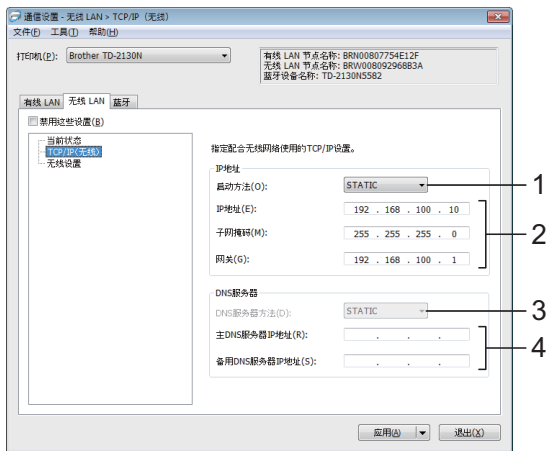 通信设置 - 无线 LAN > TCP/IP（无线）
文件(F) 工具(T) 帮助(H)
打印机(P): Brother TD-2130N
有线 LAN 节点名称: BRN00807754E12F
无线 LAN 节点名称: BRW008092968B3A
蓝牙设备名称: TD-2130N5582
有线 LAN 无线 LAN 蓝牙
禁用这些设置(B)
当前状态
TCP/IP(无线)
无线设置
指定配合无线网络使用的TCP/IP设置。
IP地址
启动方法(O): STATIC 1
IP地址(E): 192 . 168 . 100 . 10
子网掩码(M): 255 . 255 . 255 . 0 2
网关(G): 192 . 168 . 100 . 1
DNS服务器
DNS服务器方法(D): STATIC 3
主DNS服务器IP地址(R): . . .
4
备用DNS服务器IP地址(S): . . .
应用(A) 退出(X)